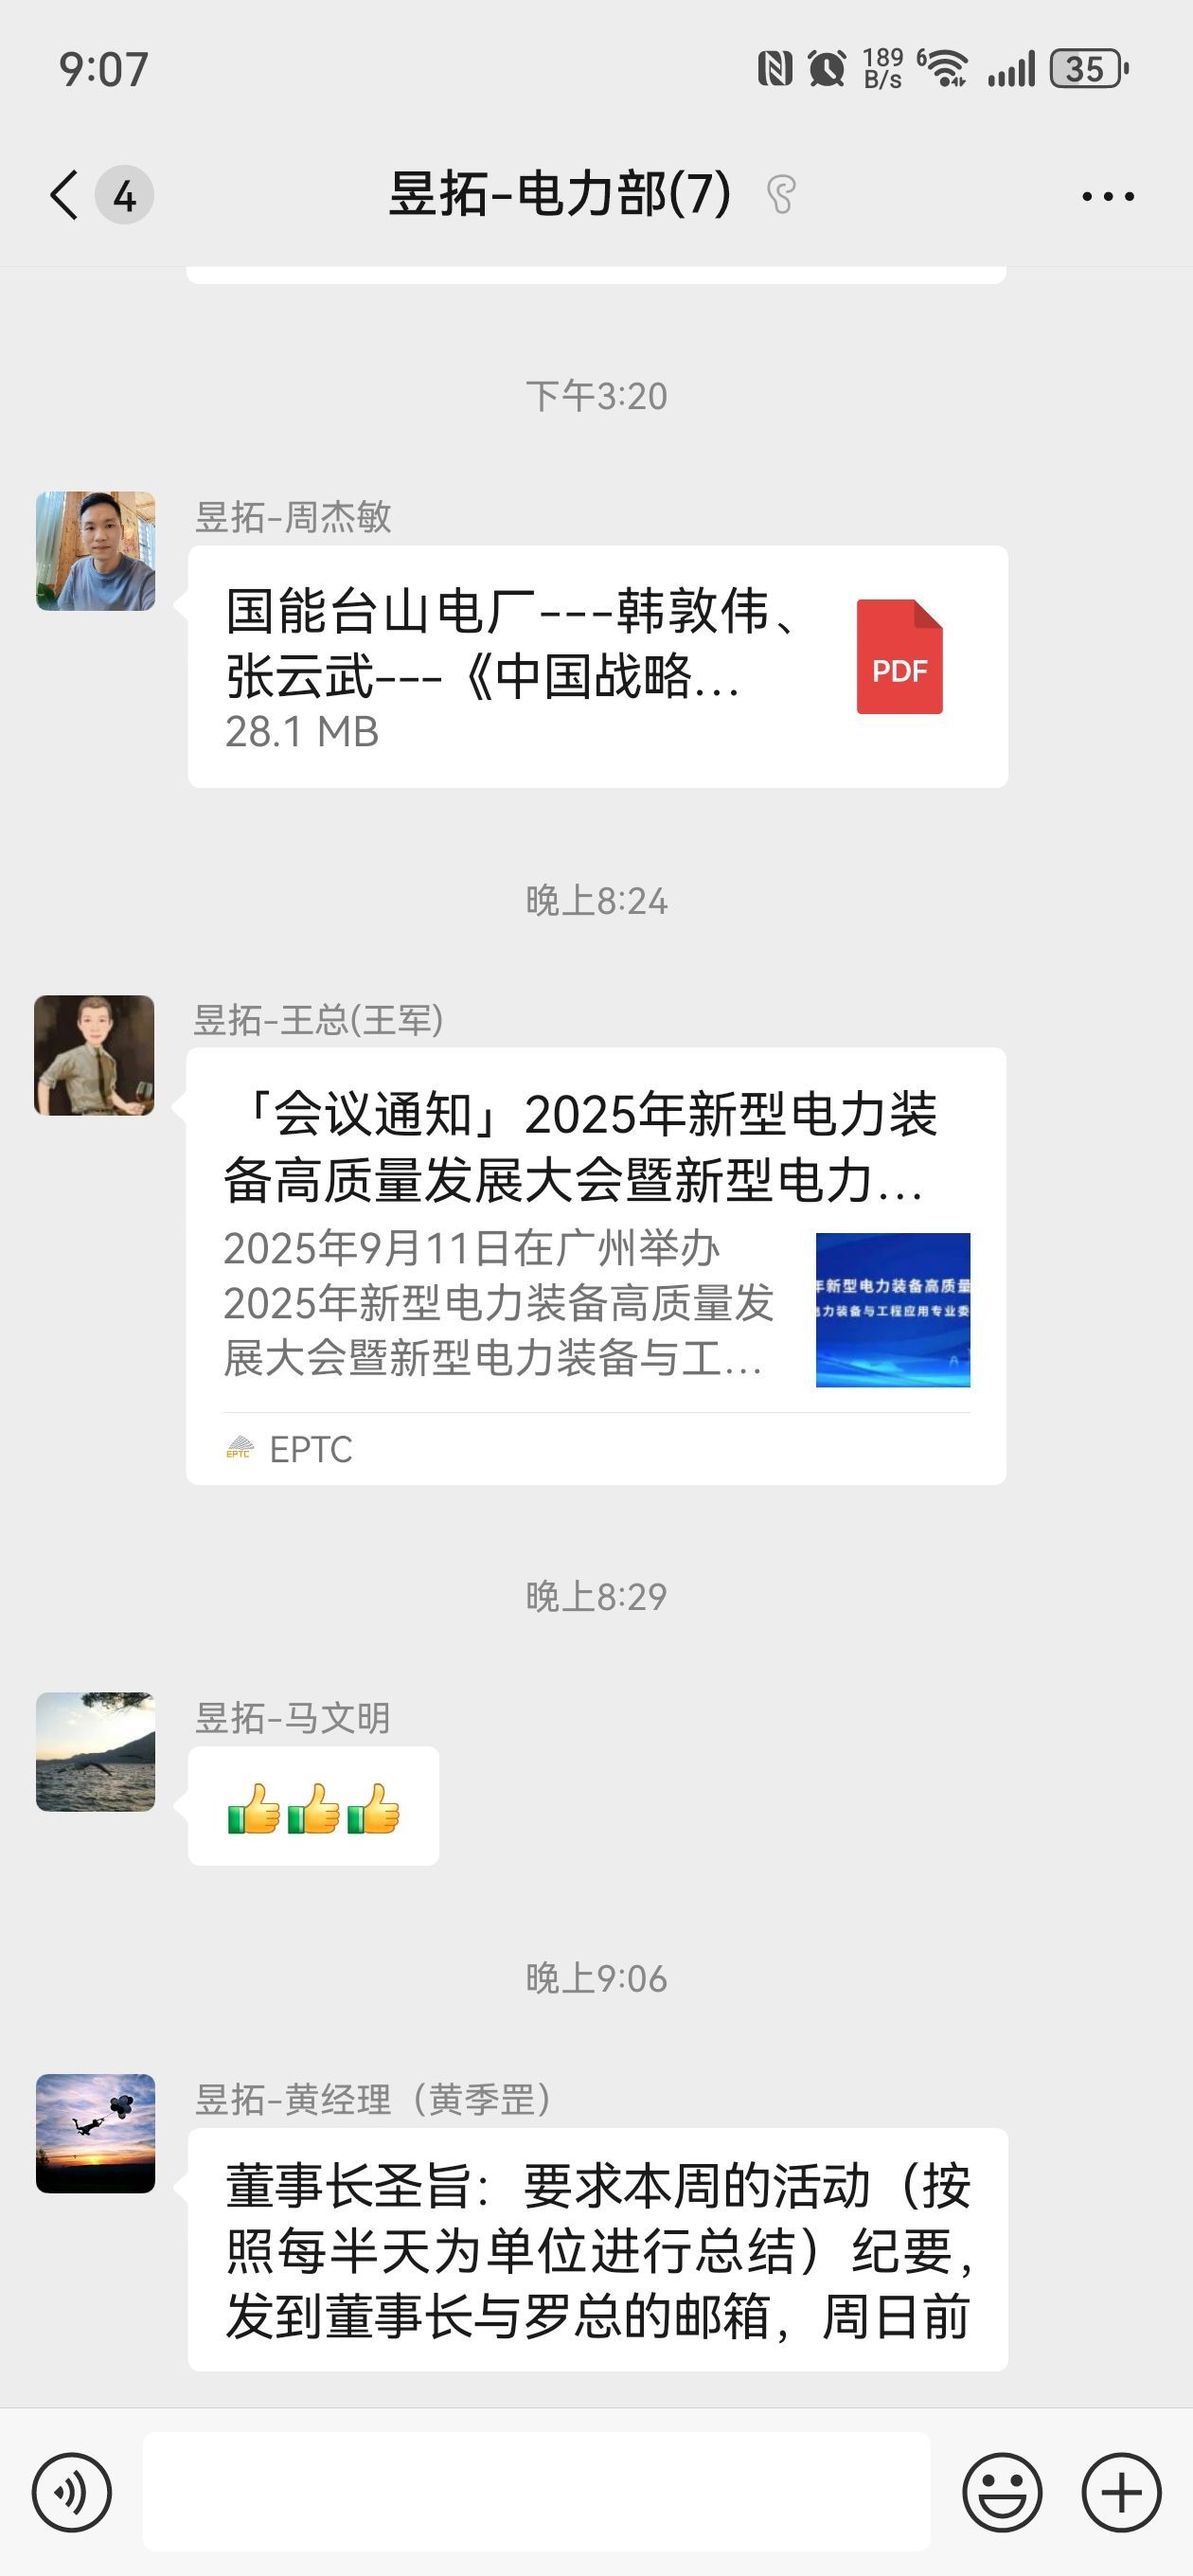 9:07
189
B/s
6
35
4
昱拓-电力部(7)
下午3:20
昱拓-周杰敏
国能台山电厂---韩敦伟、
张云武---《中国战略...
28.1 MB
PDF
晚上8:24
昱拓-王总(王军)
「会议通知」2025年新型电力装
备高质量发展大会暨新型电力...
2025年9月11日在广州举办
2025年新型电力装备高质量发
展大会暨新型电力装备与工...
年新型电力装备高质量
电力装备与工程应用专业委
EPTC
EPTC
晚上8:29
昱拓-马文明
晚上9:06
昱拓-黄经理（黄季罡）
董事长圣旨：要求本周的活动（按
照每半天为单位进行总结）纪要，
发到董事长与罗总的邮箱，周日前